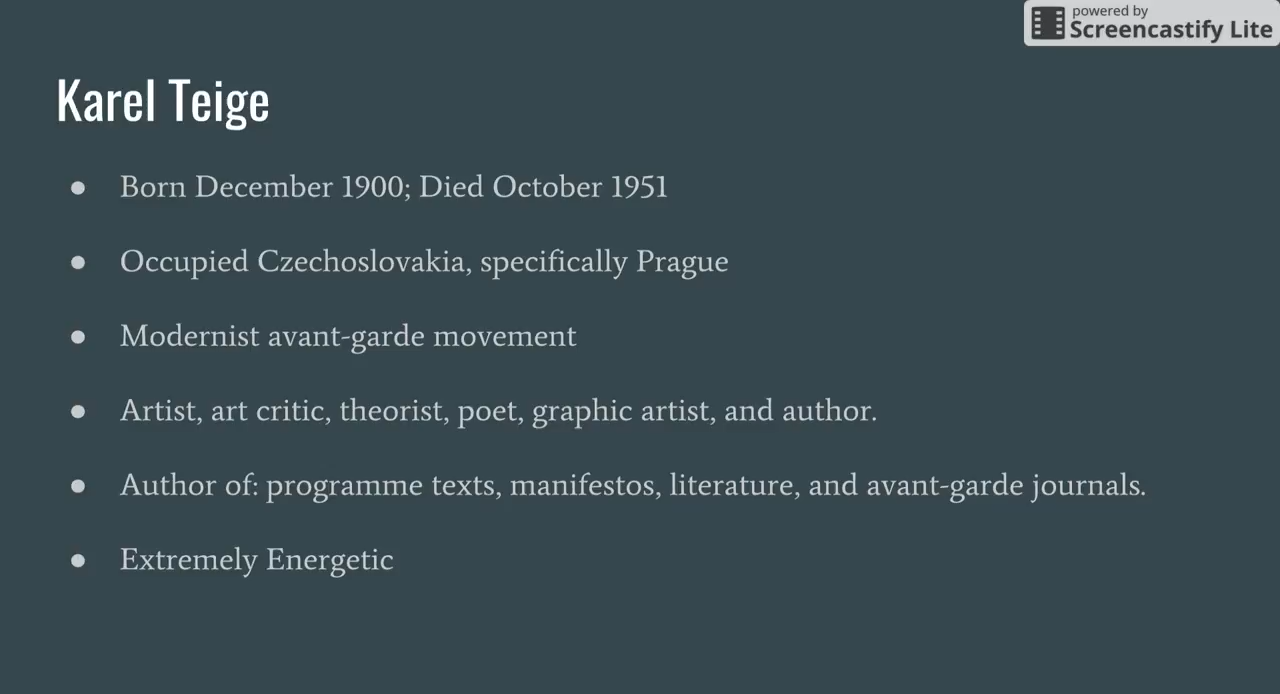 powered by
Screencastify Lite
Karel Teige
● Born December 1900; Died October 1951
● Occupied Czechoslovakia, specifically Prague
● Modernist avant-garde movement
● Artist, art critic, theorist, poet, graphic artist, and author.
● Author of: programme texts, manifestos, literature, and avant-garde journals.
● Extremely Energetic